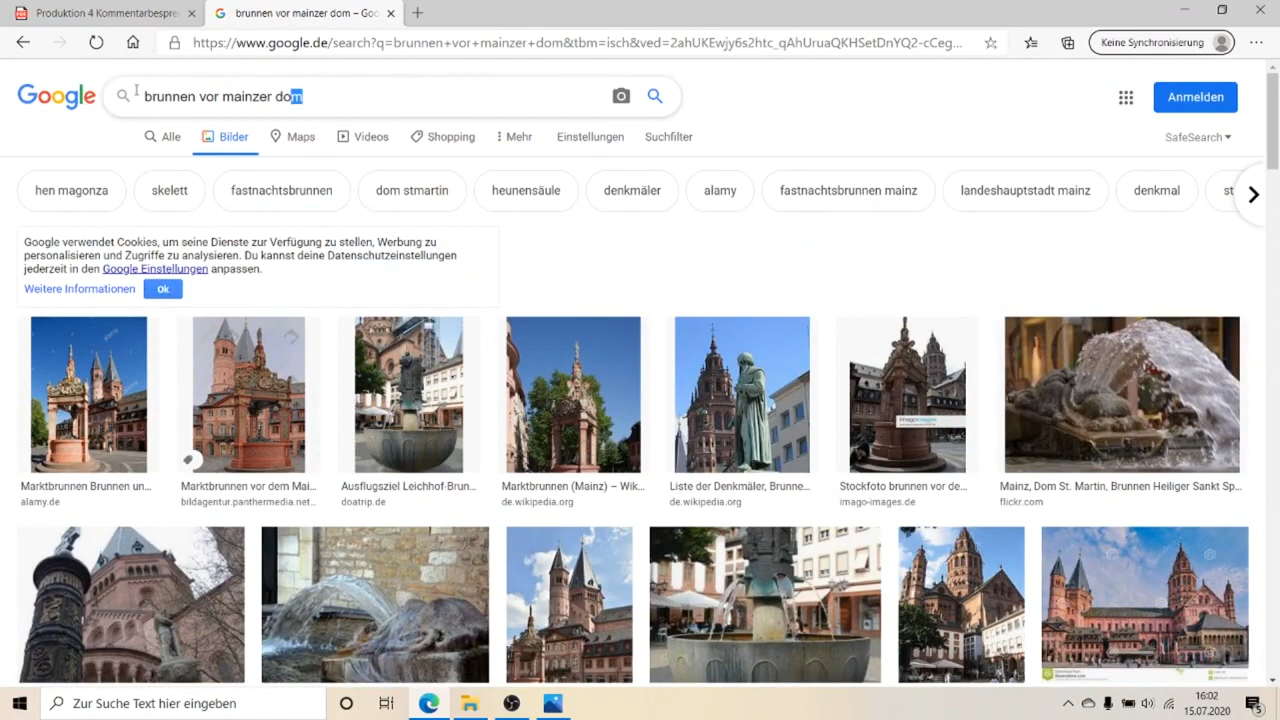 Produktion 4 Kommentarbespre
brunnen vor mainzer dom – Goo
https://www.google.de/search?q=brunnen+vor+mainzer+dom&tbm=isch&ved=2ahUKEwjy6s2htc_qAhUruaQKHSetDnYQ2-cCeg...
Keine Synchronisierung
Google
brunnen vor mainzer dom
Anmelden
Alle Bilder Maps Videos Shopping Mehr Einstellungen Suchfilter
SafeSearch
hen magonza skelett fastnachtsbrunnen dom stmartin heunensäule denkmäler alamy fastnachtsbrunnen mainz landeshauptstadt mainz denkmal st
Google verwendet Cookies, um seine Dienste zur Verfügung zu stellen, Werbung zu
personalisieren und Zugriffe zu analysieren. Du kannst deine Datenschutzeinstellungen
jederzeit in den Google Einstellungen anpassen.
Weitere Informationen Ok
Marktbrunnen Brunnen un...
alamy.de
Marktbrunnen vor dem Mai...
bildagentur.panthermedia.net...
Ausflugsziel Leichhof-Brun...
doatrip.de
Marktbrunnen (Mainz) – Wik...
de.wikipedia.org
Liste der Denkmäler, Brunne...
de.wikipedia.org
Stockfoto brunnen vor de...
imago-images.de
Mainz, Dom St. Martin, Brunnen Heiliger Sankt Sp...
flickr.com
Zur Suche Text hier eingeben
16:02
15.07.2020
5